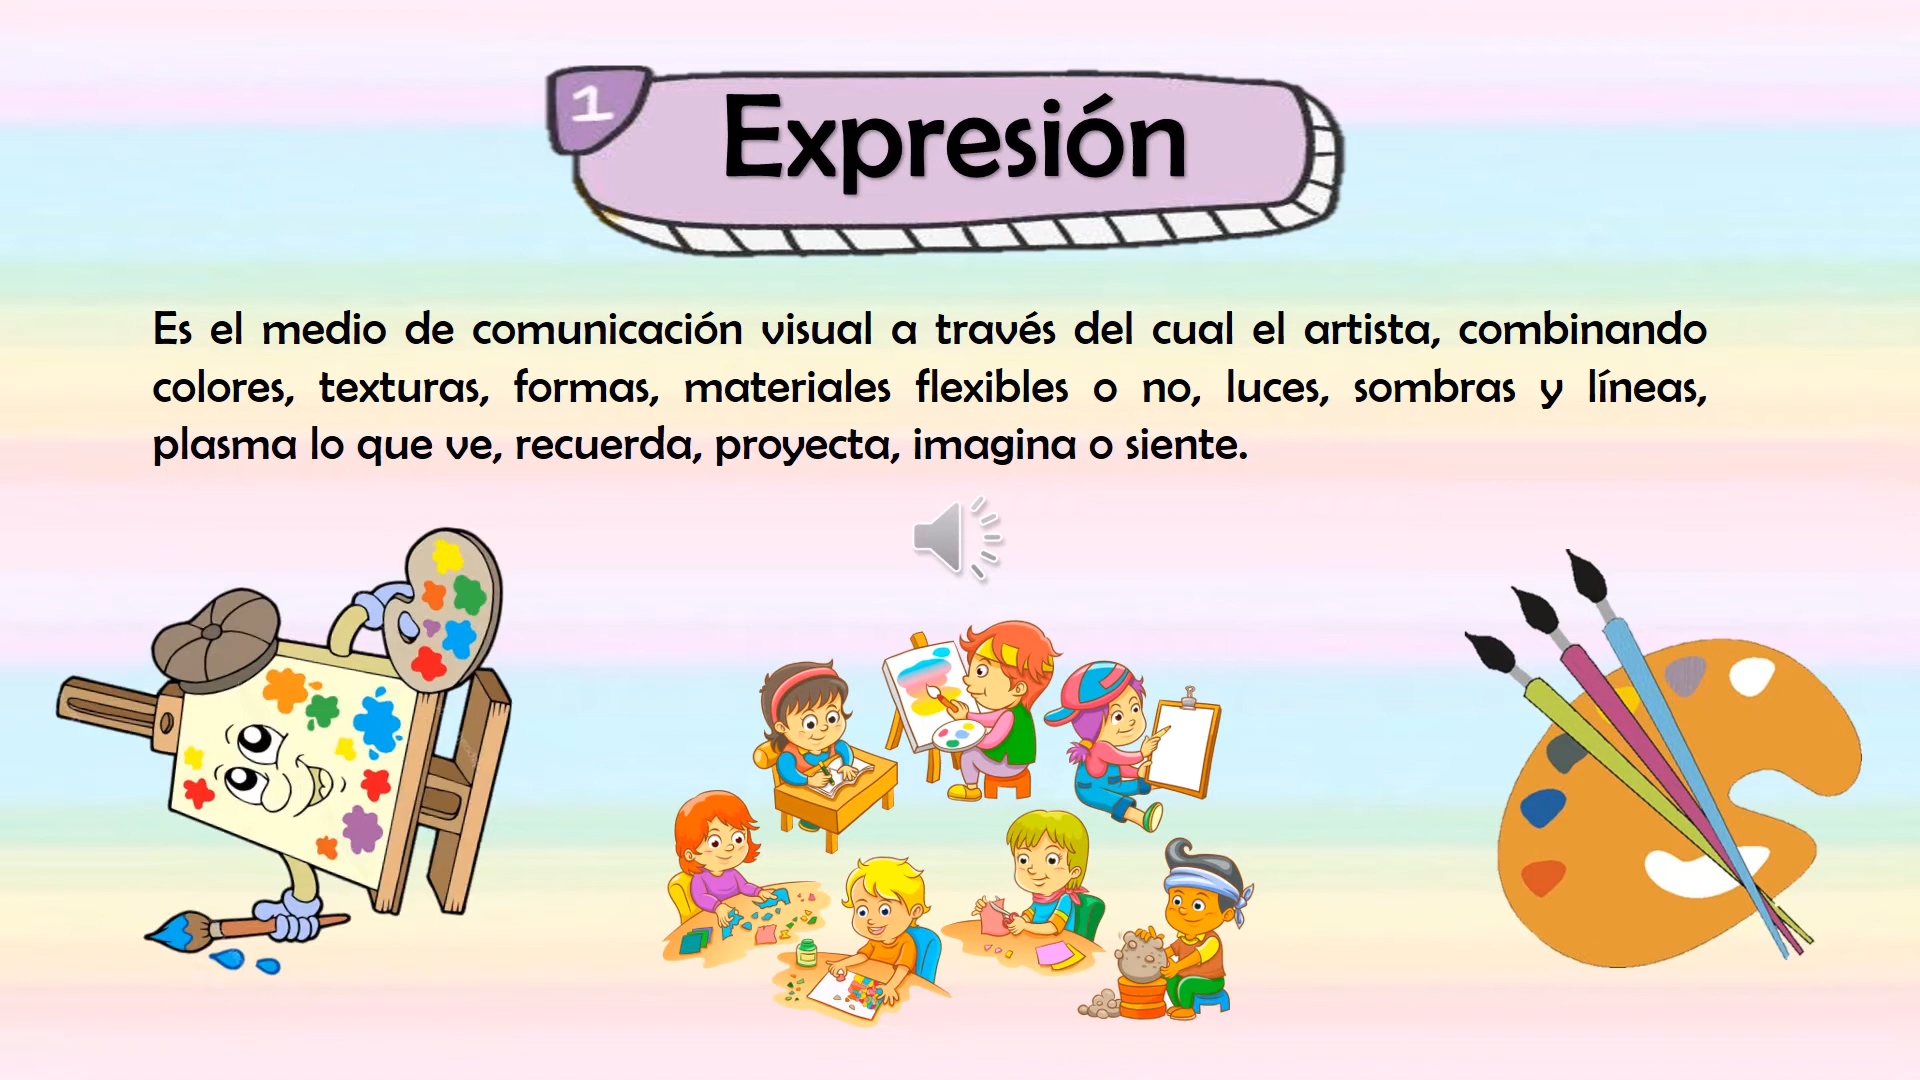 1
Expresión
Es el medio de comunicación visual a través del cual el artista, combinando
colores, texturas, formas, materiales flexibles o no, luces, sombras y líneas,
plasma lo que ve, recuerda, proyecta, imagina o siente.